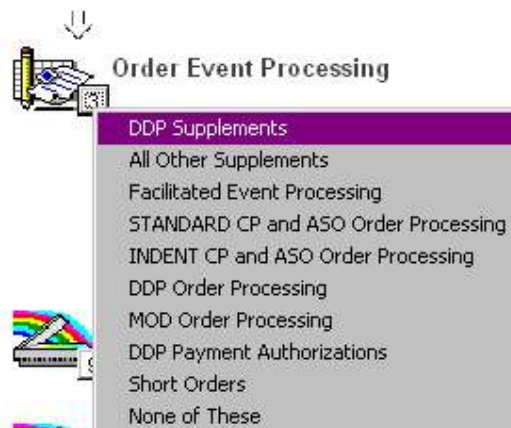 Order Event Processing
3
DDP Supplements
All Other Supplements
Facilitated Event Processing
STANDARD CP and ASO Order Processing
INDENT CP and ASO Order Processing
DDP Order Processing
MOD Order Processing
DDP Payment Authorizations
Short Orders
None of These